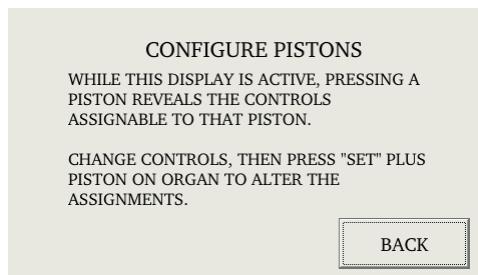 CONFIGURE PISTONS
WHILE THIS DISPLAY IS ACTIVE, PRESSING A
PISTON REVEALS THE CONTROLS
ASSIGNABLE TO THAT PISTON.
CHANGE CONTROLS, THEN PRESS "SET" PLUS
PISTON ON ORGAN TO ALTER THE
ASSIGNMENTS.
BACK